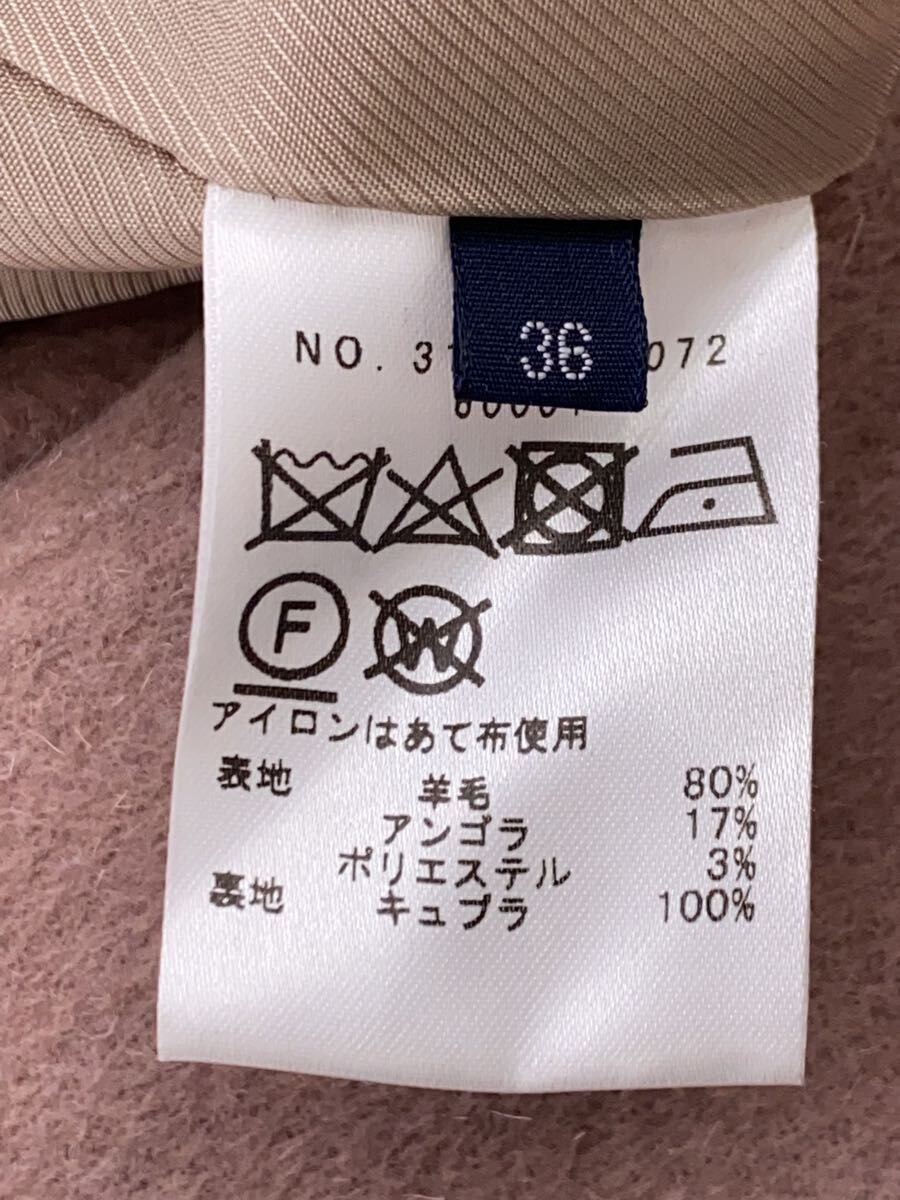 36
NO. 3 072
F
W
アイロンはあて布使用
表地 羊毛 80%
アンゴラ 17%
ポリエステル 3%
裏地 キュプラ 100%